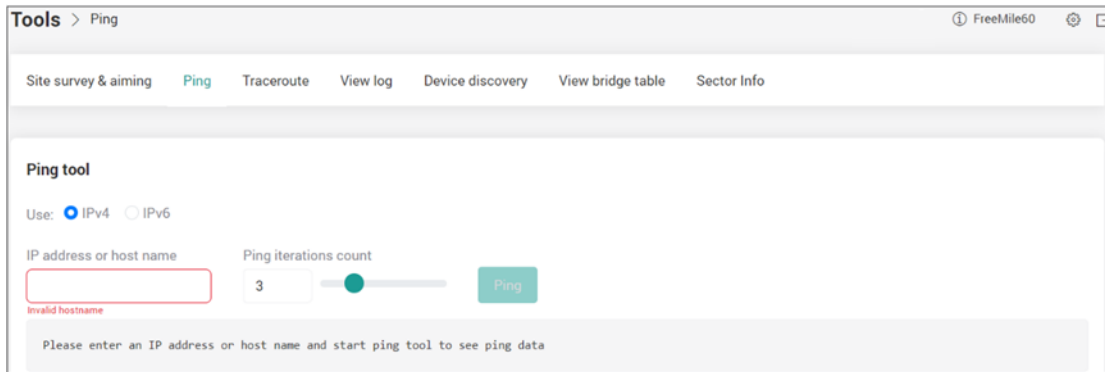 Tools > Ping
FreeMile60
Site survey & aiming Ping Traceroute View log Device discovery View bridge table Sector Info
Ping tool
Use: IPv4 IPv6
IP address or host name Ping iterations count
3 Ping
Invalid hostname
Please enter an IP address or host name and start ping tool to see ping data